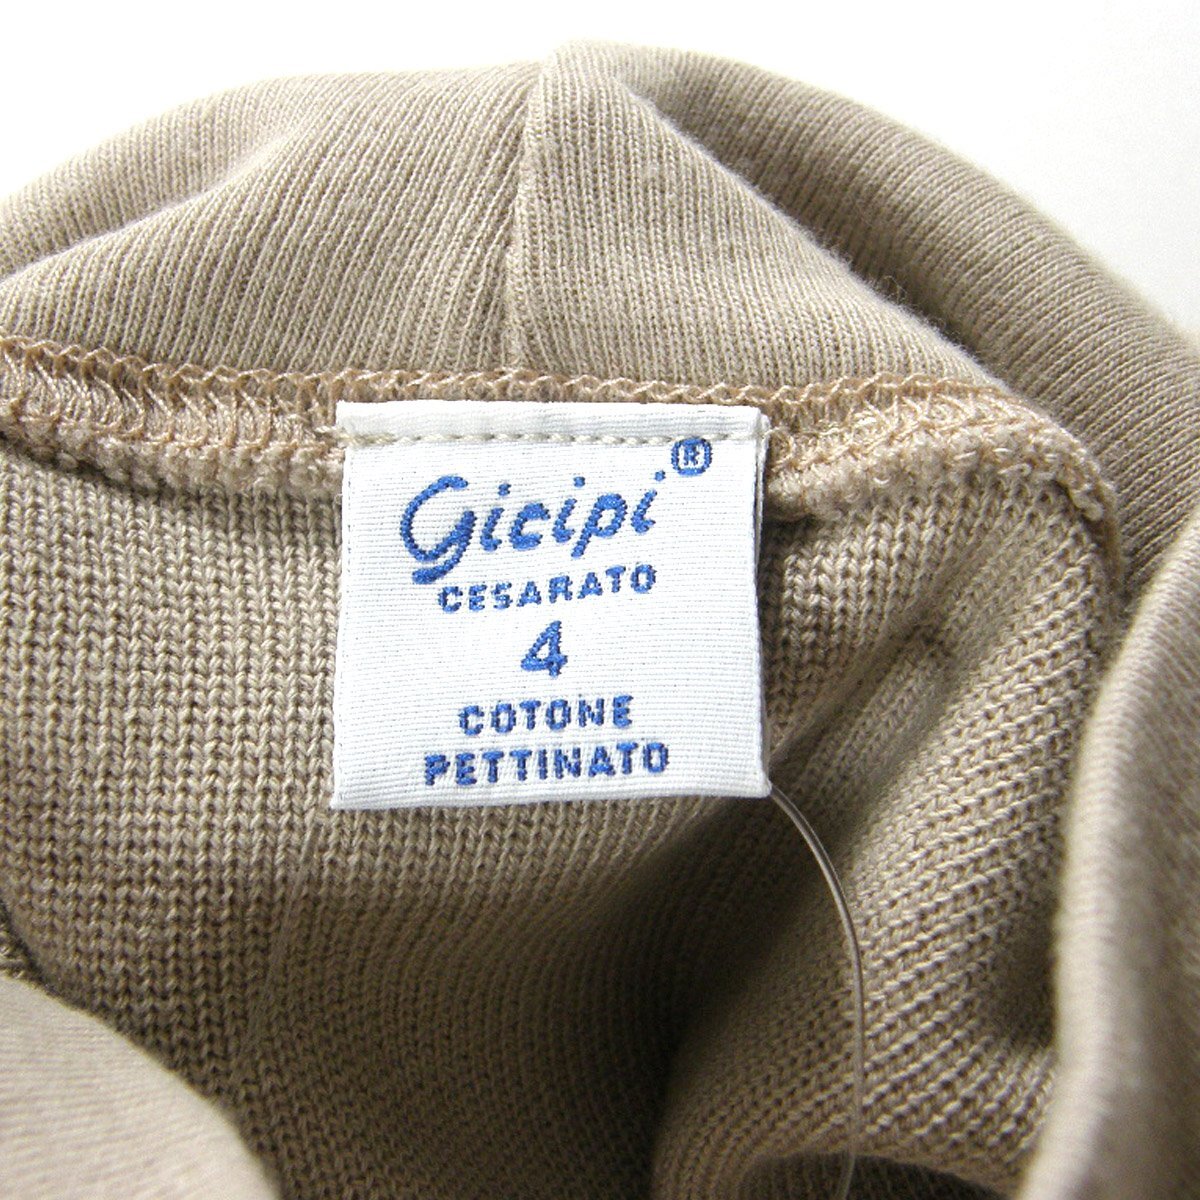 Gicipi®
CESARATO
4
COTONE
PETTINATO